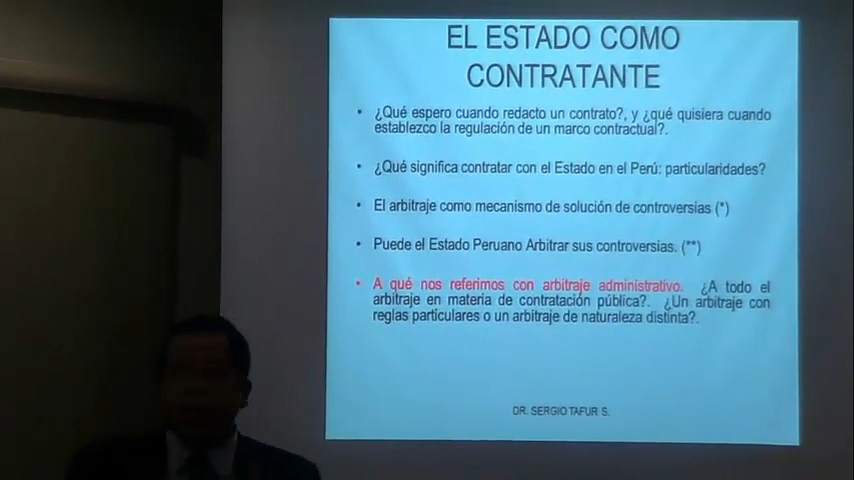 EL ESTADO COMO
CONTRATANTE
• ¿Qué espero cuando redacto un contrato?, y ¿qué quisiera cuando
establezco la regulación de un marco contractual?.
• ¿Qué significa contratar con el Estado en el Perú: particularidades?
• El arbitraje como mecanismo de solución de controversias (*)
• Puede el Estado Peruano Arbitrar sus controversias. (**)
• A qué nos referimos con arbitraje administrativo. ¿A todo el
arbitraje en materia de contratación pública?. ¿Un arbitraje con
reglas particulares o un arbitraje de naturaleza distinta?.
DR. SERGIO TAFUR S.